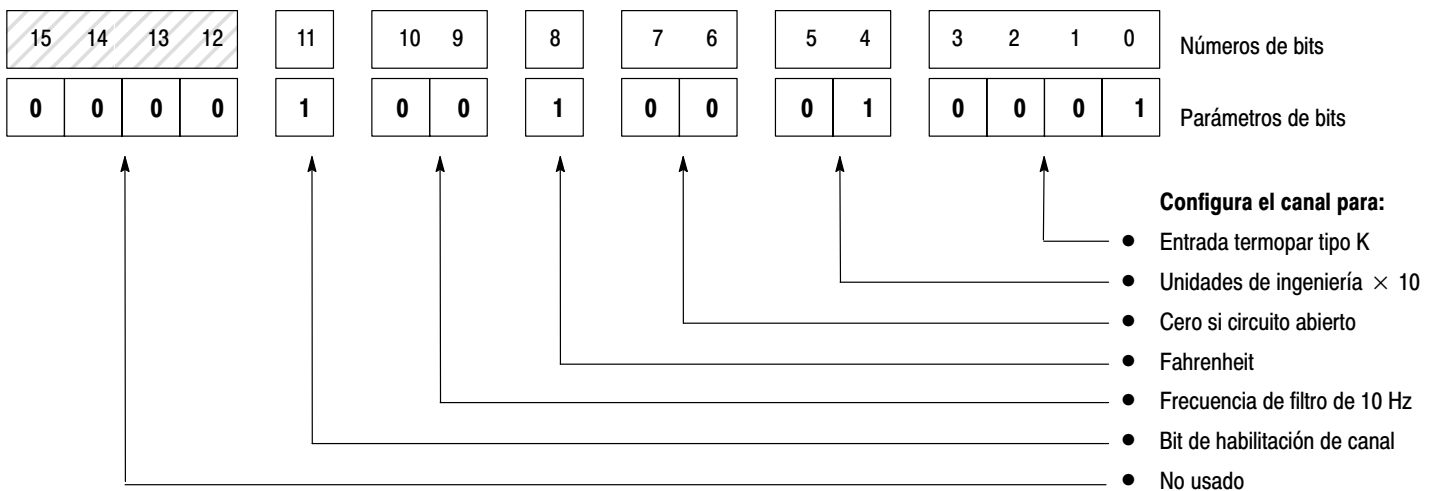 15 14 13 12 11 10 9 8 7 6 5 4 3 2 1 0 Números de bits
0 0 0 0 1 0 0 1 0 0 0 1 0 0 0 1 Parámetros de bits
Configura el canal para:
● Entrada termopar tipo K
● Unidades de ingeniería × 10
● Cero si circuito abierto
● Fahrenheit
● Frecuencia de filtro de 10 Hz
● Bit de habilitación de canal
● No usado